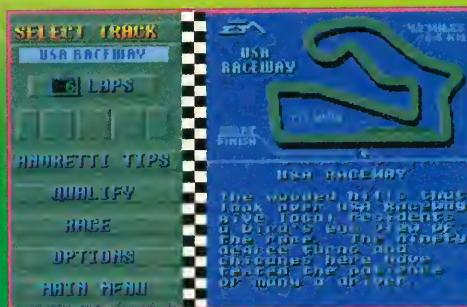 SELECT TRACK
USA RACEWAY
6 LAPS
ANDRETTI TIPS
QUALIFY
RACE
OPTIONS
MAIN MENU
EA
USA
RACEWAY
FINISH
USA RACEWAY
The wooded hills that
look over USA Raceway
give local residents
a bird's eye view of
the race. The ninety
degree turns and
chicanes here have
tested the patience
of many a driver.